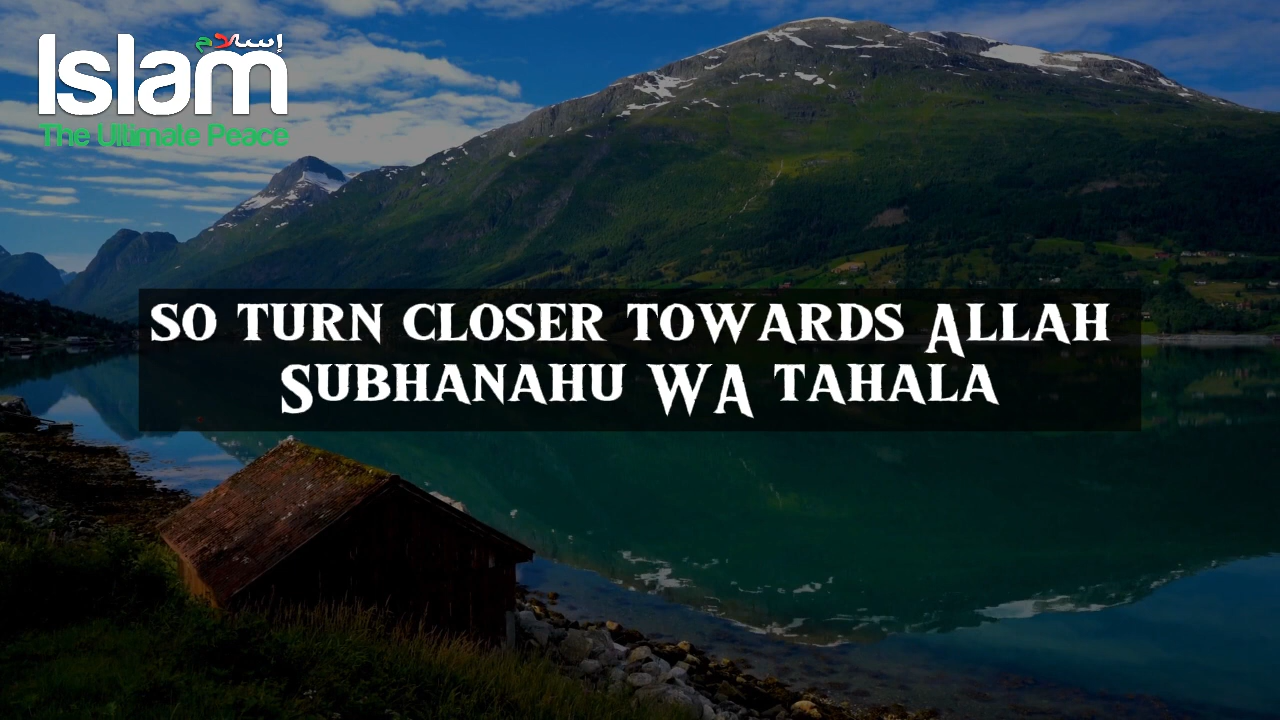 إسلام
Islam
The Ultimate Peace
SO TURN CLOSER TOWARDS ALLAH
SUBHANAHU WA TAHALA